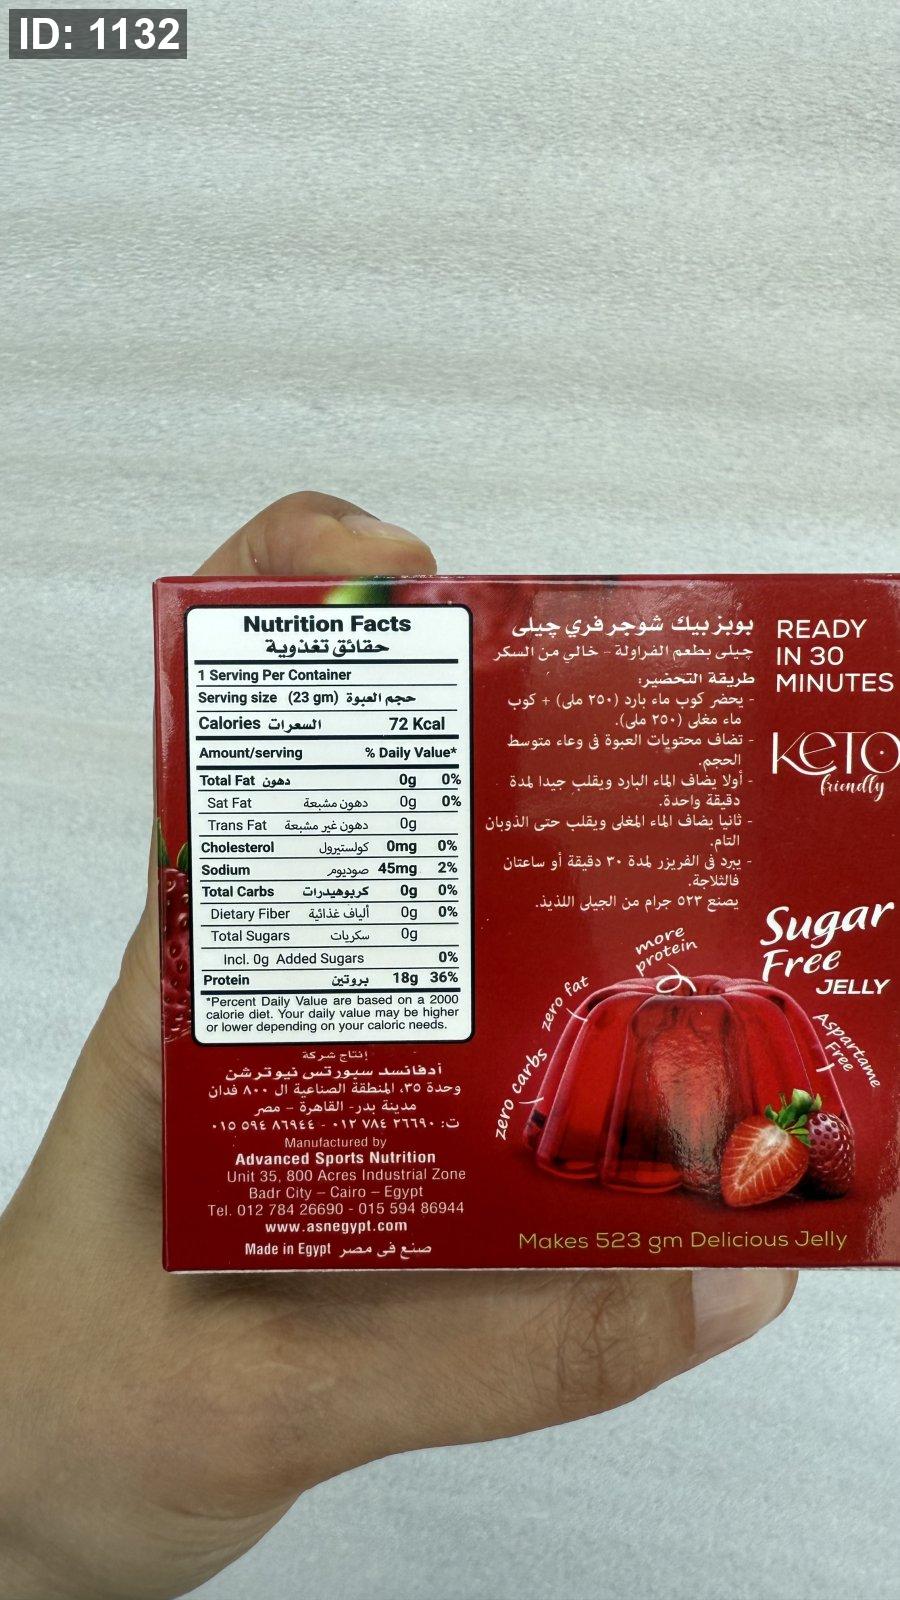 ID: 1132
Nutrition Facts
حقائق تغذوية
1 Serving Per Container
Serving size (23 gm) حجم العبوة
Calories السعرات 72 Kcal
Amount/serving % Daily Value*
Total Fat دهون 0g 0%
Sat Fat دهون مشبعة 0g 0%
Trans Fat دهون غير مشبعة 0g
Cholesterol كولستيرول 0mg 0%
Sodium صوديوم 45mg 2%
Total Carbs كربوهيدرات 0g 0%
Dietary Fiber ألياف غذائية 0g 0%
Total Sugars سكريات 0g
Incl. 0g Added Sugars 0%
Protein بروتين 18g 36%
*Percent Daily Value are based on a 2000
calorie diet. Your daily value may be higher
or lower depending on your caloric needs.
إنتاج شركة
أدفانسد سبورتس نيوترشن
وحدة ٣٥، المنطقة الصناعية ال ٨٠٠ فدان
مدينة بدر- القاهرة - مصر
ت: ٠١٢ ٧٨٤ ٢٦٦٩٠ - ٠١٥ ٥٩٤ ٨٦٩٤٤
Manufactured by
Advanced Sports Nutrition
Unit 35, 800 Acres Industrial Zone
Badr City – Cairo – Egypt
Tel. 012 784 26690 - 015 594 86944
www.asnegypt.com
Made in Egypt صنع فى مصر
بوبز بيك شوجر فري چيلى
چيلى بطعم الفراولة - خالي من السكر
طريقة التحضير:
- يحضر كوب ماء بارد (٢٥٠ ملى) + كوب
ماء مغلى (٢٥٠ ملى).
- تضاف محتويات العبوة فى وعاء متوسط
الحجم.
- أولا يضاف الماء البارد ويقلب جيدا لمدة
دقيقة واحدة.
- ثانيا يضاف الماء المغلى ويقلب حتى الذوبان
التام.
- يبرد فى الفريزر لمدة ٣٠ دقيقة أو ساعتان
فالثلاجة.
يصنع ٥٢٣ جرام من الجيلى اللذيذ.
READY
IN 30
MINUTES
KETO
friendly
Sugar
Free
JELLY
more
protein
zero fat
zero carbs
Aspartame
Free
Makes 523 gm Delicious Jelly